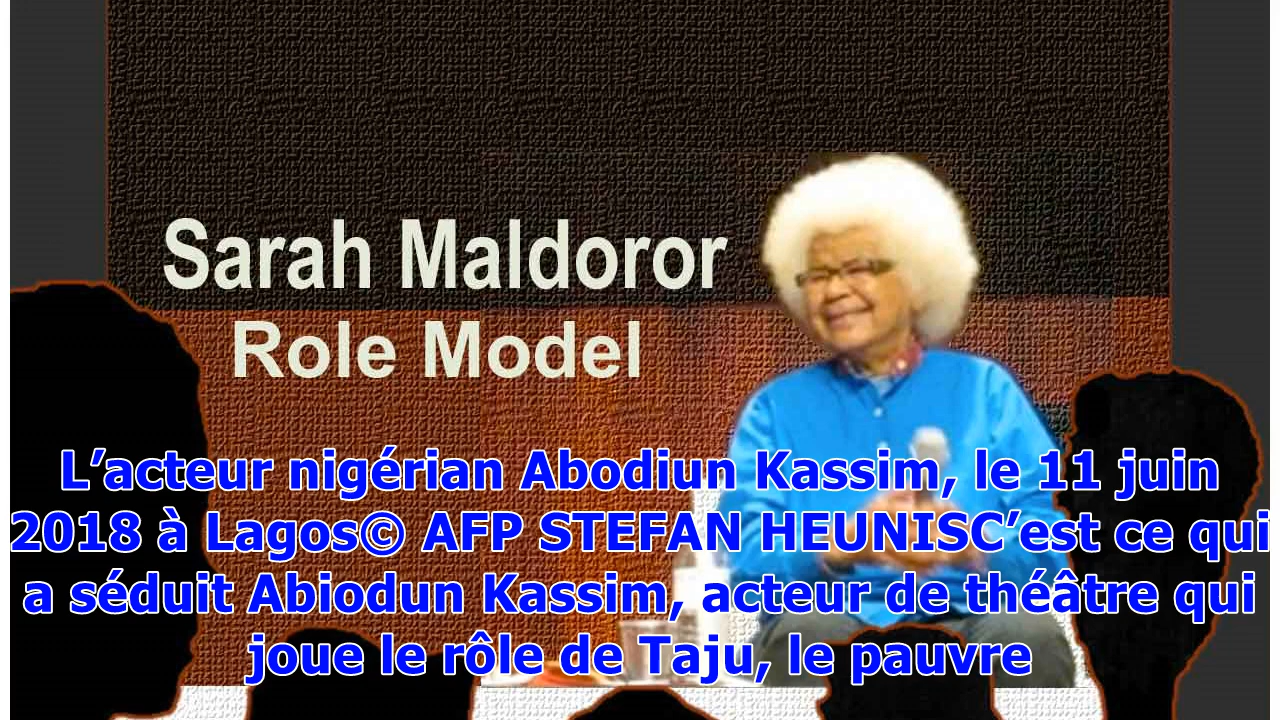 Sarah Maldoror
Role Model
L’acteur nigérian Abodiun Kassim, le 11 juin
2018 à Lagos© AFP STEFAN HEUNISC’est ce qui
a séduit Abiodun Kassim, acteur de théâtre qui
joue le rôle de Taju, le pauvre